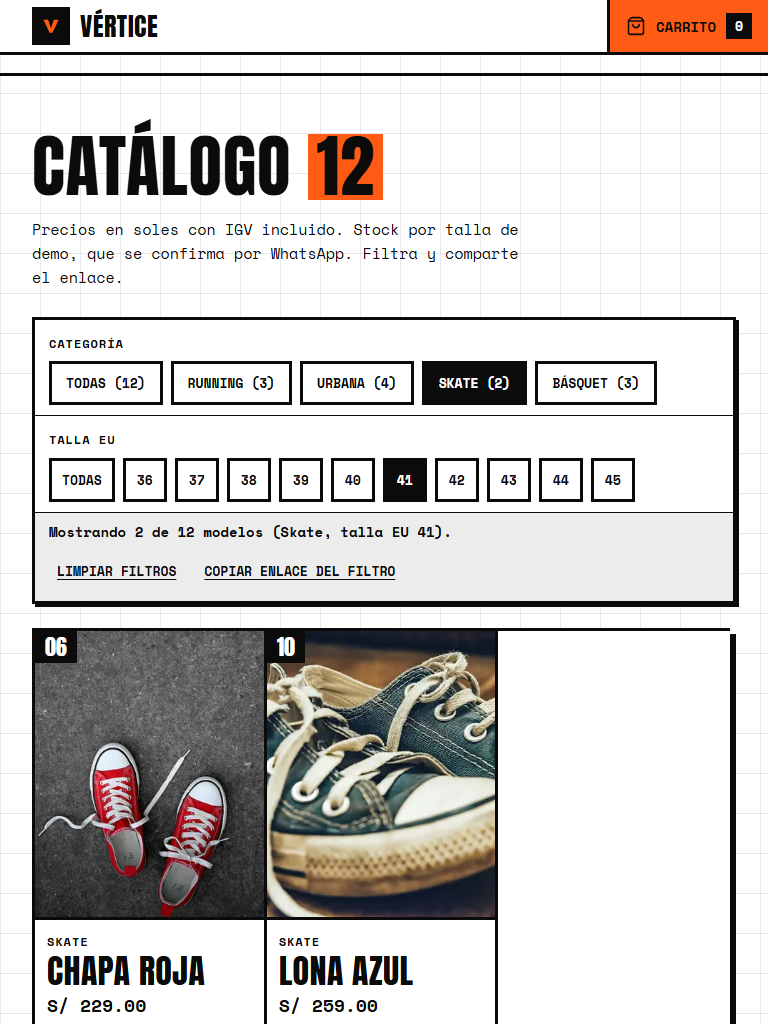 V VÉRTICE
CARRITO 0
CATÁLOGO 12
Precios en soles con IGV incluido. Stock por talla de
demo, que se confirma por WhatsApp. Filtra y comparte
el enlace.
CATEGORÍA
TODAS (12) RUNNING (3) URBANA (4) SKATE (2) BÁSQUET (3)
TALLA EU
TODAS 36 37 38 39 40 41 42 43 44 45
Mostrando 2 de 12 modelos (Skate, talla EU 41).
LIMPIAR FILTROS COPIAR ENLACE DEL FILTRO
06
10
SKATE
CHAPA ROJA
S/ 229.00
SKATE
LONA AZUL
S/ 259.00